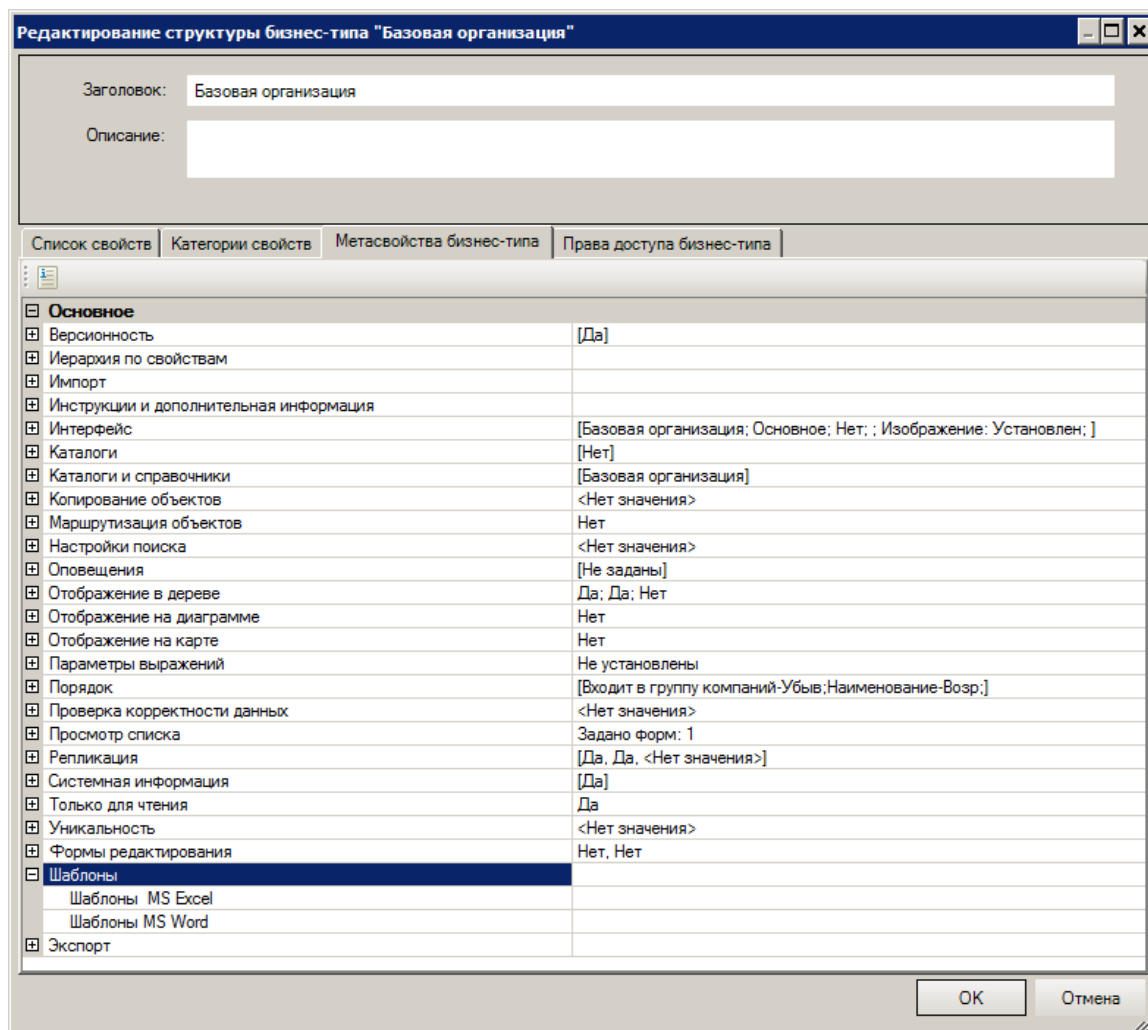 Редактирование структуры бизнес-типа "Базовая организация"
Заголовок: Базовая организация
Описание:
Список свойств Категории свойств Метасвойства бизнес-типа Права доступа бизнес-типа
Основное
Версионность [Да]
Иерархия по свойствам
Импорт
Инструкции и дополнительная информация
Интерфейс [Базовая организация; Основное; Нет; ; Изображение: Установлен; ]
Каталоги [Нет]
Каталоги и справочники [Базовая организация]
Копирование объектов <Нет значения>
Маршрутизация объектов Нет
Настройки поиска <Нет значения>
Оповещения [Не заданы]
Отображение в дереве Да; Да; Нет
Отображение на диаграмме Нет
Отображение на карте Нет
Параметры выражений Не установлены
Порядок [Входит в группу компаний-Убыв;Наименование-Возр;]
Проверка корректности данных <Нет значения>
Просмотр списка Задано форм: 1
Репликация [Да, Да, <Нет значения>]
Системная информация [Да]
Только для чтения Да
Уникальность <Нет значения>
Формы редактирования Нет, Нет
Шаблоны
Шаблоны  MS Excel
Шаблоны MS Word
Экспорт
OK Отмена